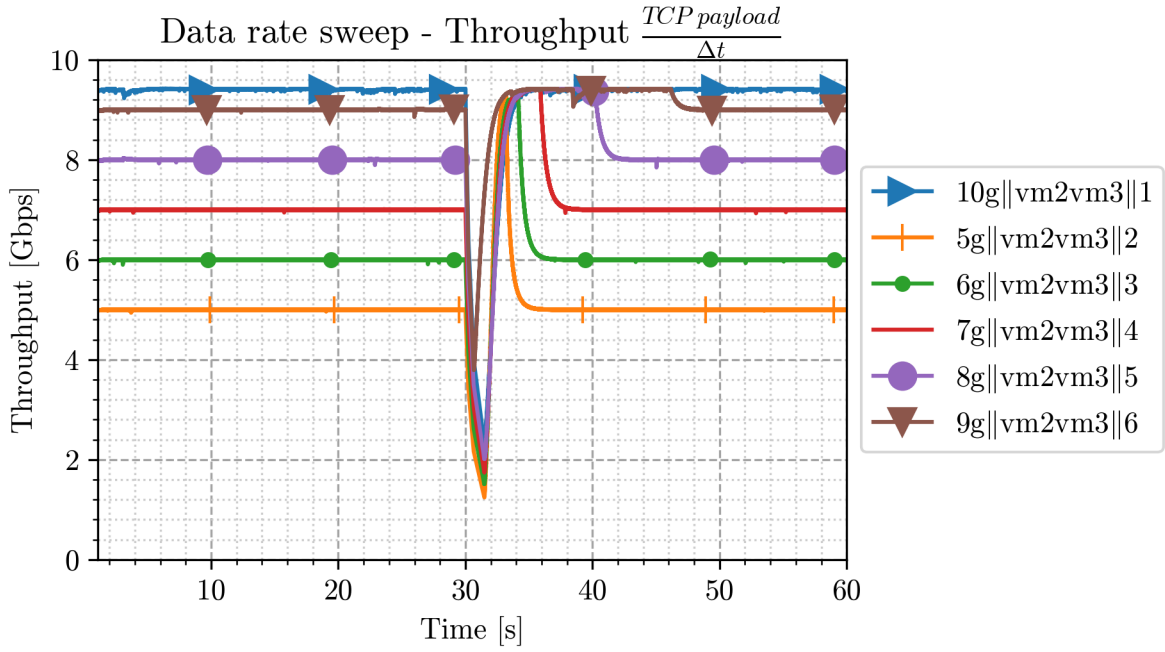 Data rate sweep - Throughput TCP payload / Δt
Throughput [Gbps]
10
8
6
4
2
0
10
20
30
40
50
60
Time [s]
10g||vm2vm3||1
5g||vm2vm3||2
6g||vm2vm3||3
7g||vm2vm3||4
8g||vm2vm3||5
9g||vm2vm3||6